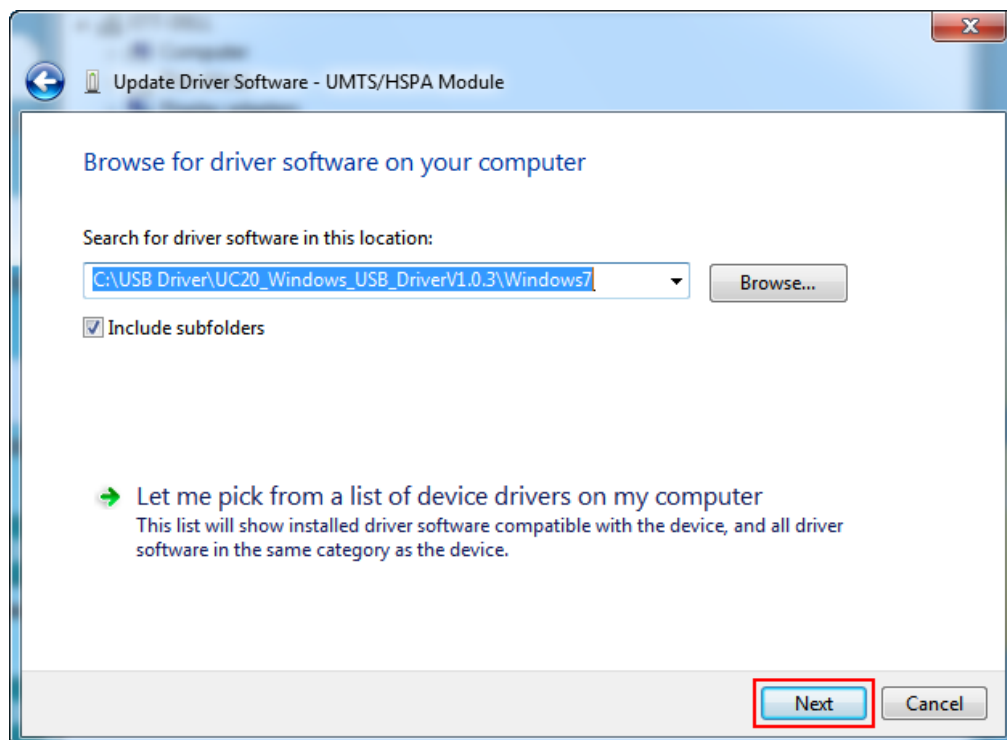 Computer
Update Driver Software - UMTS/HSPA Module
Browse for driver software on your computer
Search for driver software in this location:
C:\USB Driver\UC20_Windows_USB_DriverV1.0.3\Windows7
Browse...
Include subfolders
Let me pick from a list of device drivers on my computer
This list will show installed driver software compatible with the device, and all driver
software in the same category as the device.
Next
Cancel